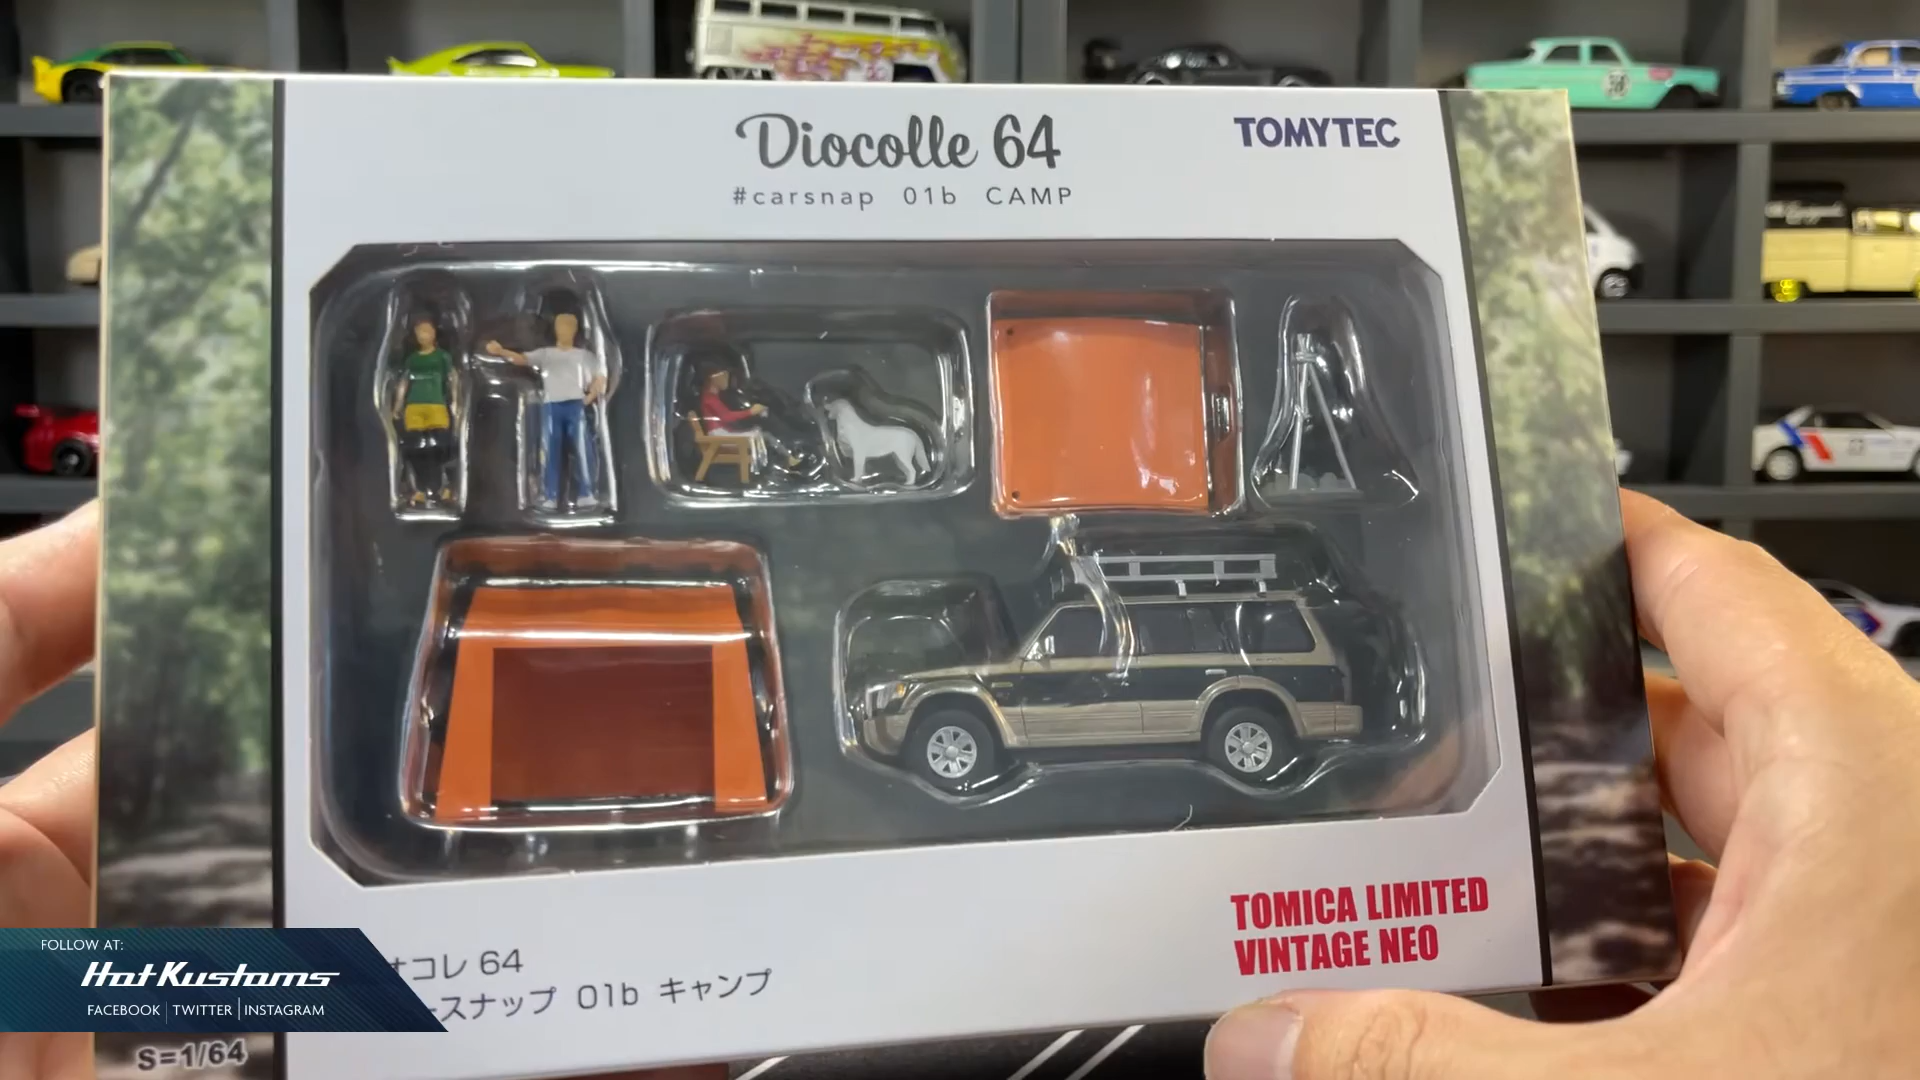 Diocolle 64
TOMYTEC
#carsnap 01b CAMP
TOMICA LIMITED
VINTAGE NEO
オコレ 64
ースナップ 01b キャンプ
S=1/64
FOLLOW AT:
HotKustoms
FACEBOOK | TWITTER | INSTAGRAM